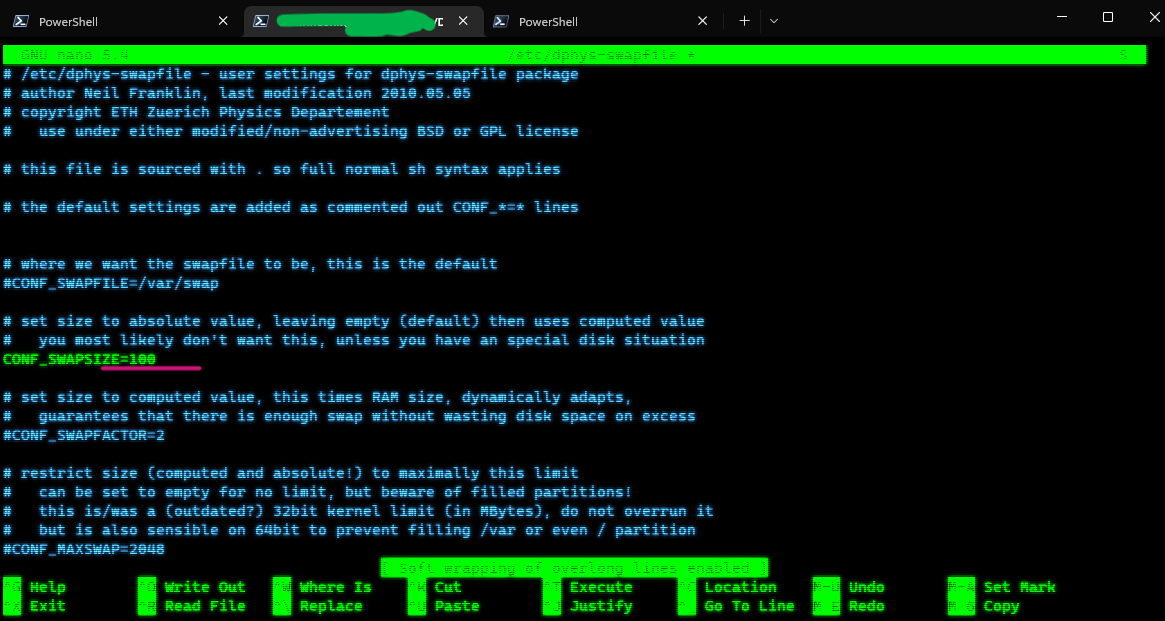 PowerShell
PowerShell
GNU nano 5.4 /etc/dphys-swapfile * S
# /etc/dphys-swapfile - user settings for dphys-swapfile package
# author Neil Franklin, last modification 2010.05.05
# copyright ETH Zuerich Physics Departement
#   use under either modified/non-advertising BSD or GPL license
# this file is sourced with . so full normal sh syntax applies
# the default settings are added as commented out CONF_*=* lines
# where we want the swapfile to be, this is the default
#CONF_SWAPFILE=/var/swap
# set size to absolute value, leaving empty (default) then uses computed value
#   you most likely don't want this, unless you have an special disk situation
CONF_SWAPSIZE=100
# set size to computed value, this times RAM size, dynamically adapts,
#   guarantees that there is enough swap without wasting disk space on excess
#CONF_SWAPFACTOR=2
# restrict size (computed and absolute!) to maximally this limit
#   can be set to empty for no limit, but beware of filled partitions!
#   this is/was a (outdated?) 32bit kernel limit (in MBytes), do not overrun it
#   but is also sensible on 64bit to prevent filling /var or even / partition
#CONF_MAXSWAP=2048
[ Soft wrapping of overlong lines enabled ]
^G Help ^O Write Out ^W Where Is ^K Cut ^T Execute ^C Location M-U Undo M-A Set Mark
^X Exit ^R Read File ^\ Replace ^U Paste ^J Justify ^_ Go To Line M-E Redo M-6 Copy